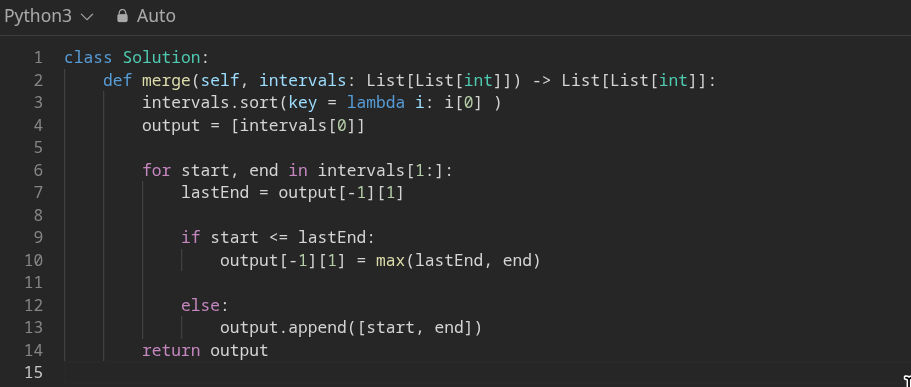 Python3 Auto
1 class Solution:
2     def merge(self, intervals: List[List[int]]) -> List[List[int]]:
3         intervals.sort(key = lambda i: i[0] )
4         output = [intervals[0]]
5
6         for start, end in intervals[1:]:
7             lastEnd = output[-1][1]
8
9             if start <= lastEnd:
10                 output[-1][1] = max(lastEnd, end)
11
12             else:
13                 output.append([start, end])
14         return output
15